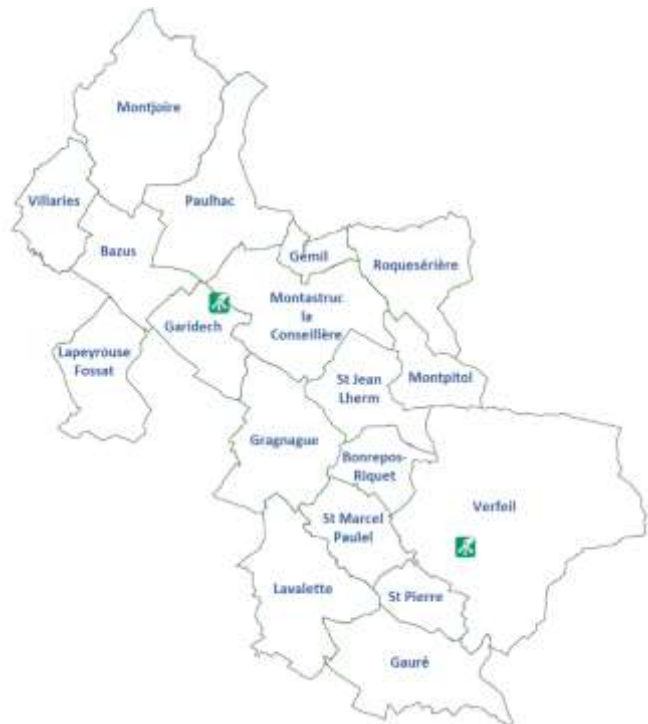 Montjoire
Villaries
Paulhac
Bazus
Gémil
Roquesérière
Montastruc
la
Conseillère
Garidech
Lapeyrouse
Fossat
St Jean
Lherm
Montpitol
Gragnague
Bonrepos-
Riquet
Verfeil
St Marcel
Paulel
Lavalette
St Pierre
Gauré